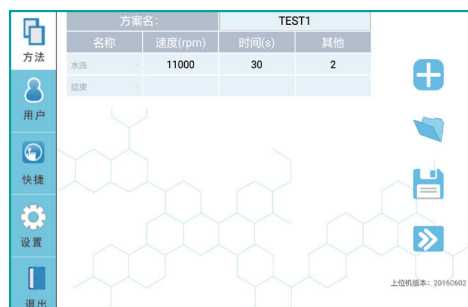 方案名： TEST1
名称 速度(rpm) 时间(s) 其他
水洗 11000 30 2
结束
方法
用户
快捷
设置
退出
上位机版本：20160602